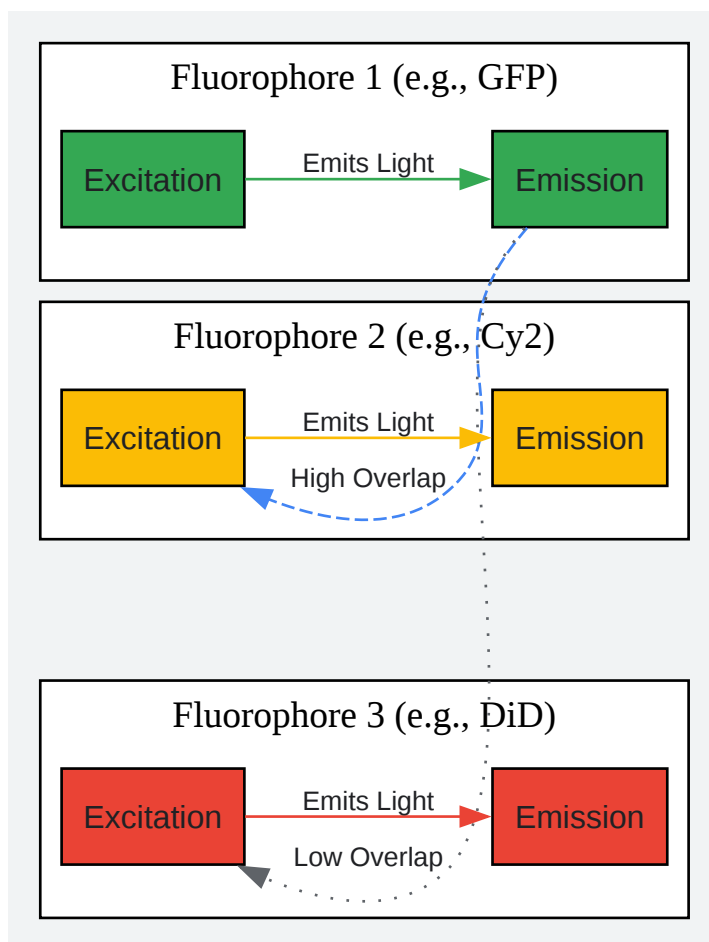 Fluorophore 1 (e.g., GFP)
Excitation
Emits Light
Emission
Fluorophore 2 (e.g., Cy2)
Excitation
Emits Light
Emission
High Overlap
Fluorophore 3 (e.g., DiD)
Excitation
Emits Light
Emission
Low Overlap